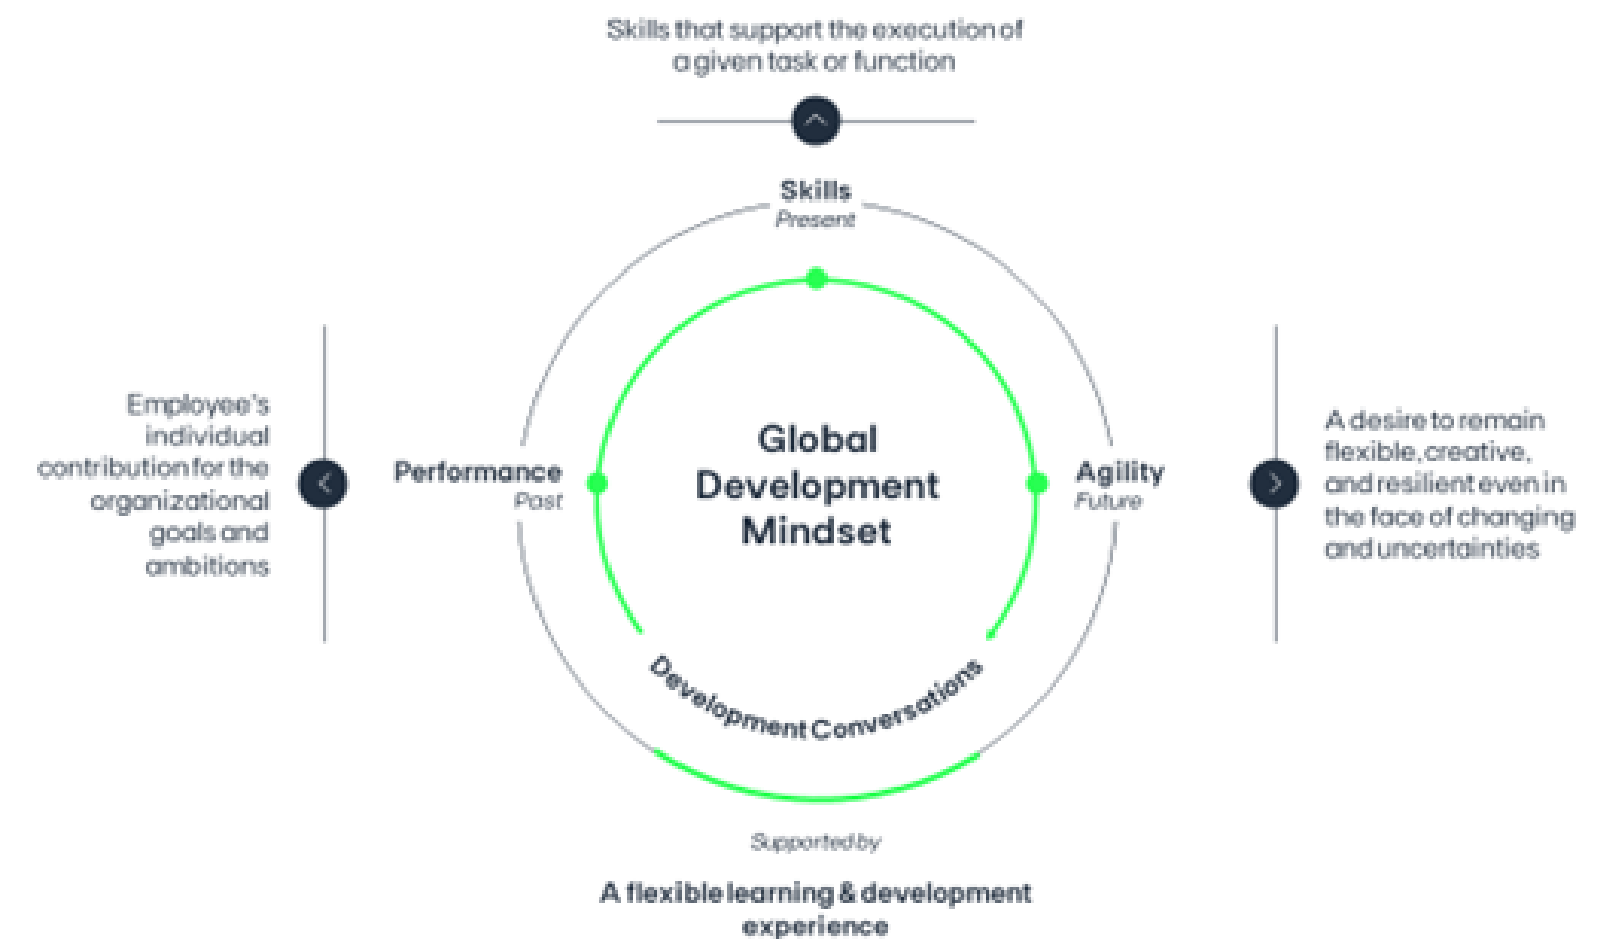 Skills that support the execution of
a given task or function
Skills
Present
Employee's
individual
contribution for the
organizational
goals and
ambitions
Performance
Past
Global
Development
Mindset
Agility
Future
A desire to remain
flexible, creative,
and resilient even in
the face of changing
and uncertainties
Development Conversations
Supported by
A flexible learning & development
experience